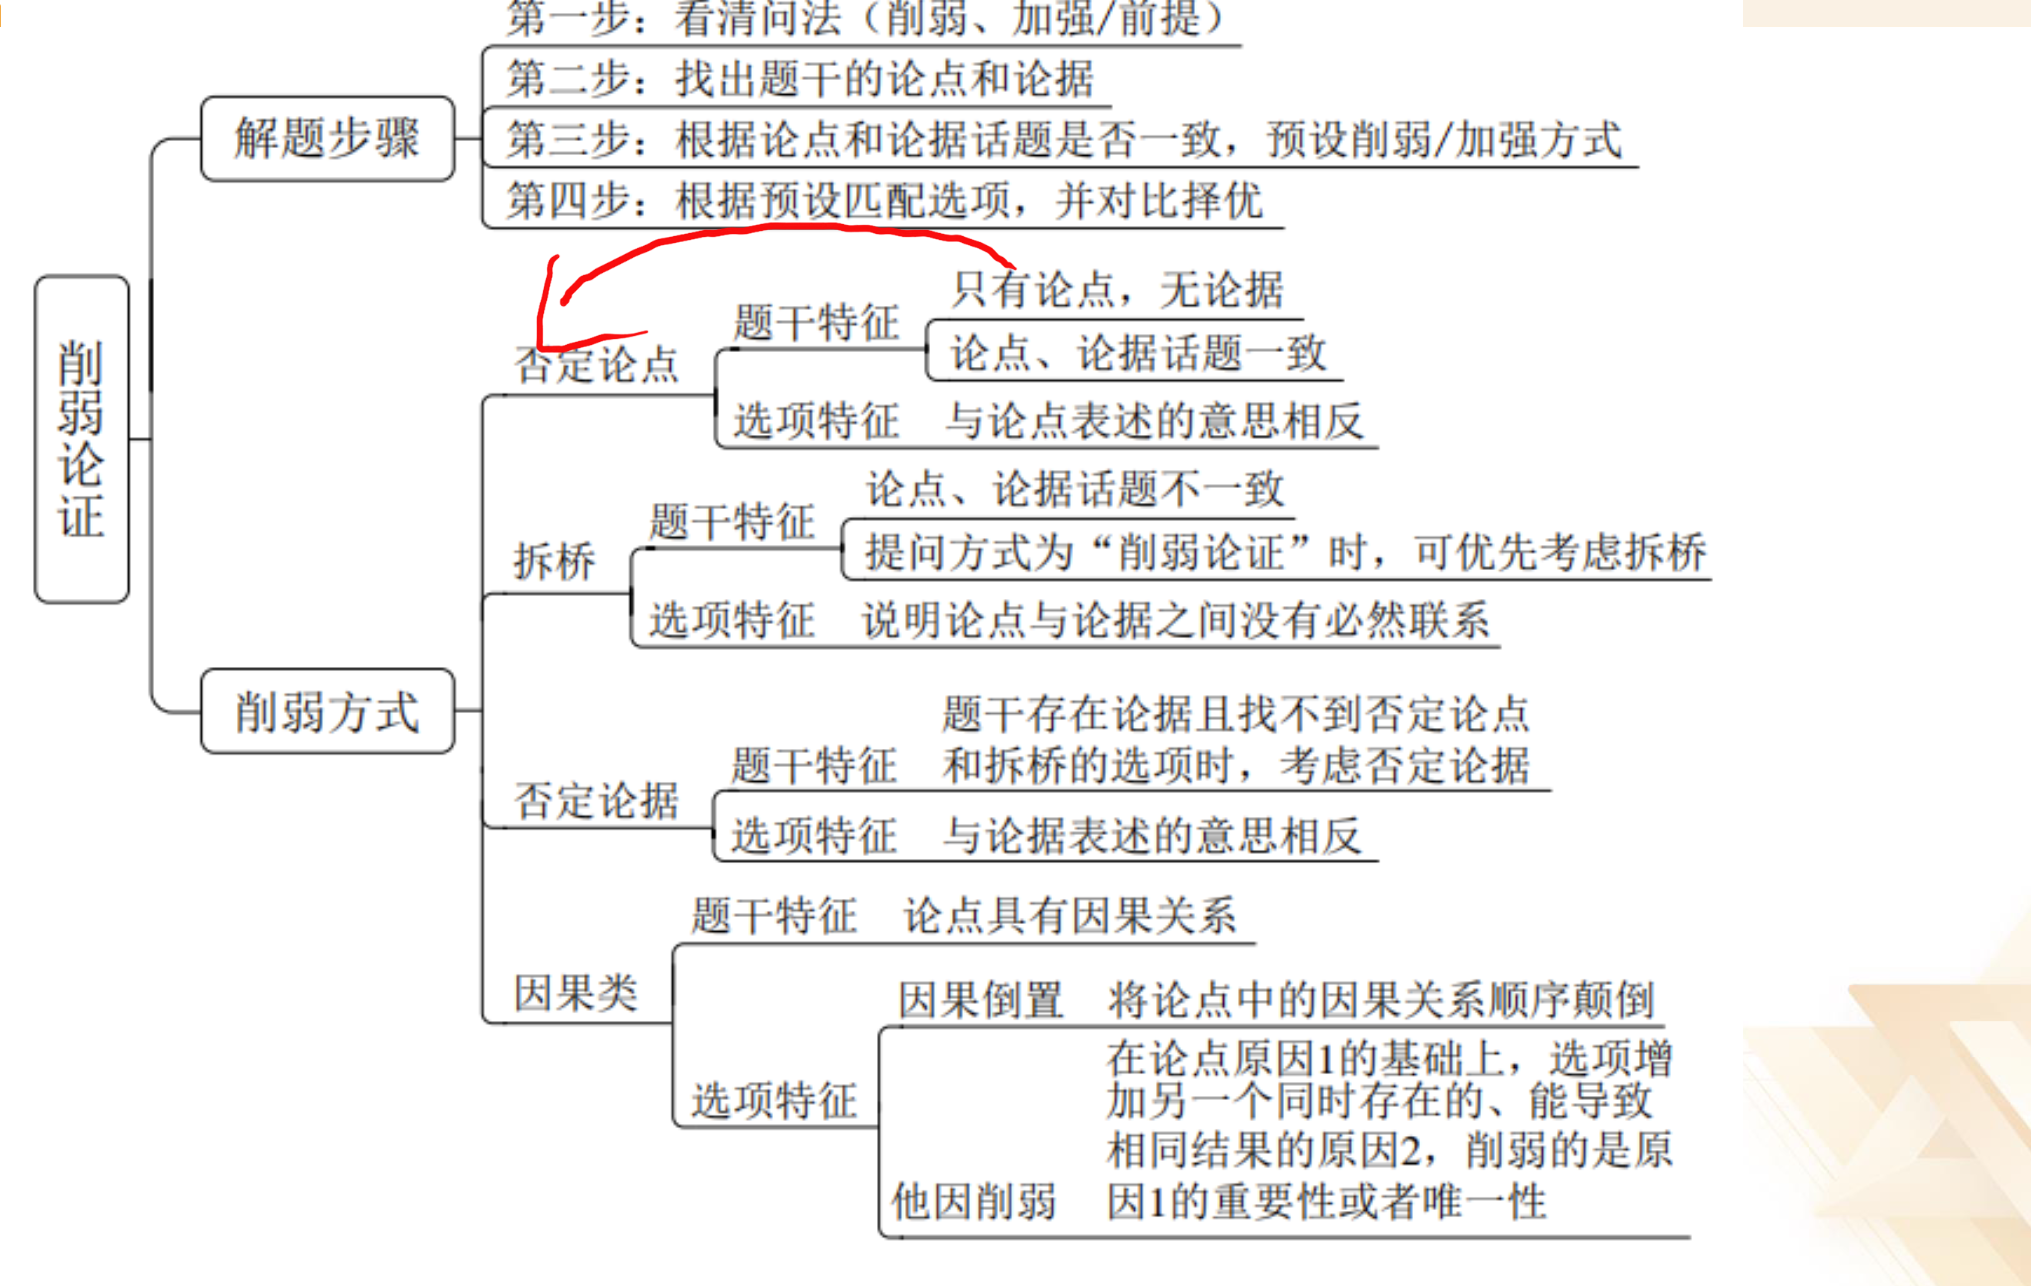 削弱论证
解题步骤
第一步：看清问法（削弱、加强/前提）
第二步：找出题干的论点和论据
第三步：根据论点和论据话题是否一致，预设削弱/加强方式
第四步：根据预设匹配选项，并对比择优
削弱方式
否定论点
题干特征
只有论点，无论据
论点、论据话题一致
选项特征 与论点表述的意思相反
拆桥
题干特征
论点、论据话题不一致
提问方式为“削弱论证”时，可优先考虑拆桥
选项特征 说明论点与论据之间没有必然联系
否定论据
题干特征
题干存在论据且找不到否定论点
和拆桥的选项时，考虑否定论据
选项特征 与论据表述的意思相反
因果类
题干特征 论点具有因果关系
选项特征
因果倒置 将论点中的因果关系顺序颠倒
他因削弱
在论点原因1的基础上，选项增
加另一个同时存在的、能导致
相同结果的原因2，削弱的是原
因1的重要性或者唯一性